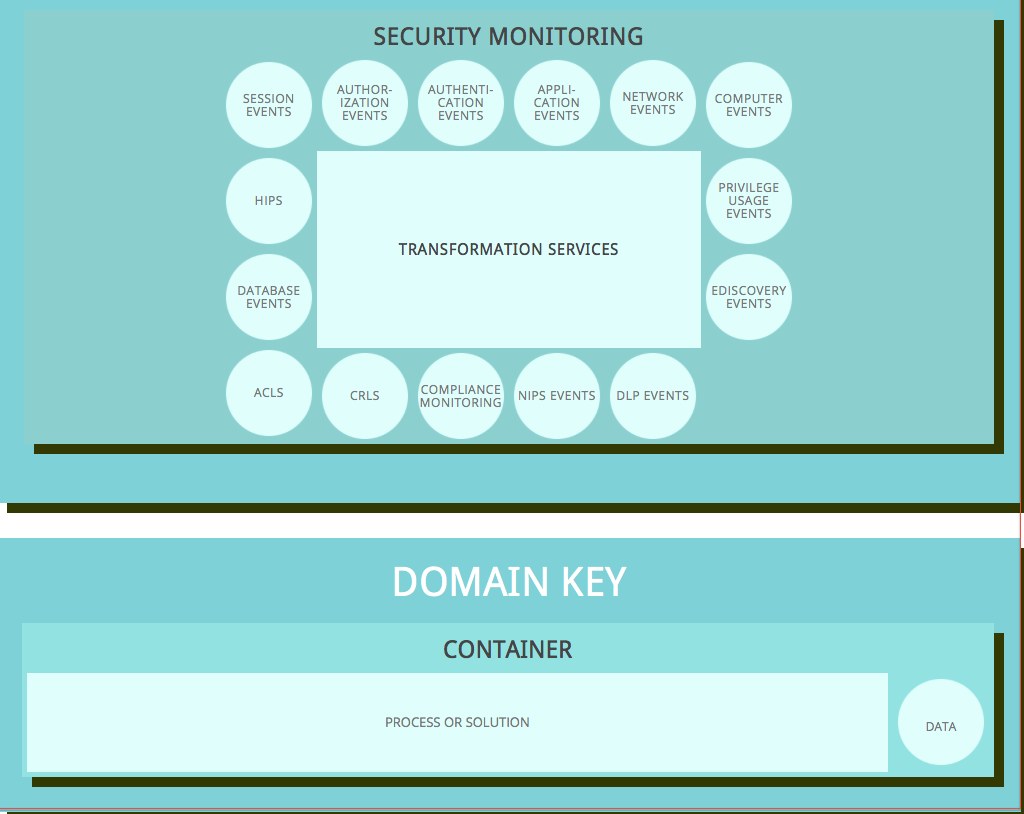 SECURITY MONITORING
SESSION
EVENTS
AUTHOR-
IZATION
EVENTS
AUTHENTI-
CATION
EVENTS
APPLI-
CATION
EVENTS
NETWORK
EVENTS
COMPUTER
EVENTS
HIPS
PRIVILEGE
USAGE
EVENTS
TRANSFORMATION SERVICES
DATABASE
EVENTS
EDISCOVERY
EVENTS
ACLS
CRLS
COMPLIANCE
MONITORING
NIPS EVENTS
DLP EVENTS
DOMAIN KEY
CONTAINER
PROCESS OR SOLUTION
DATA